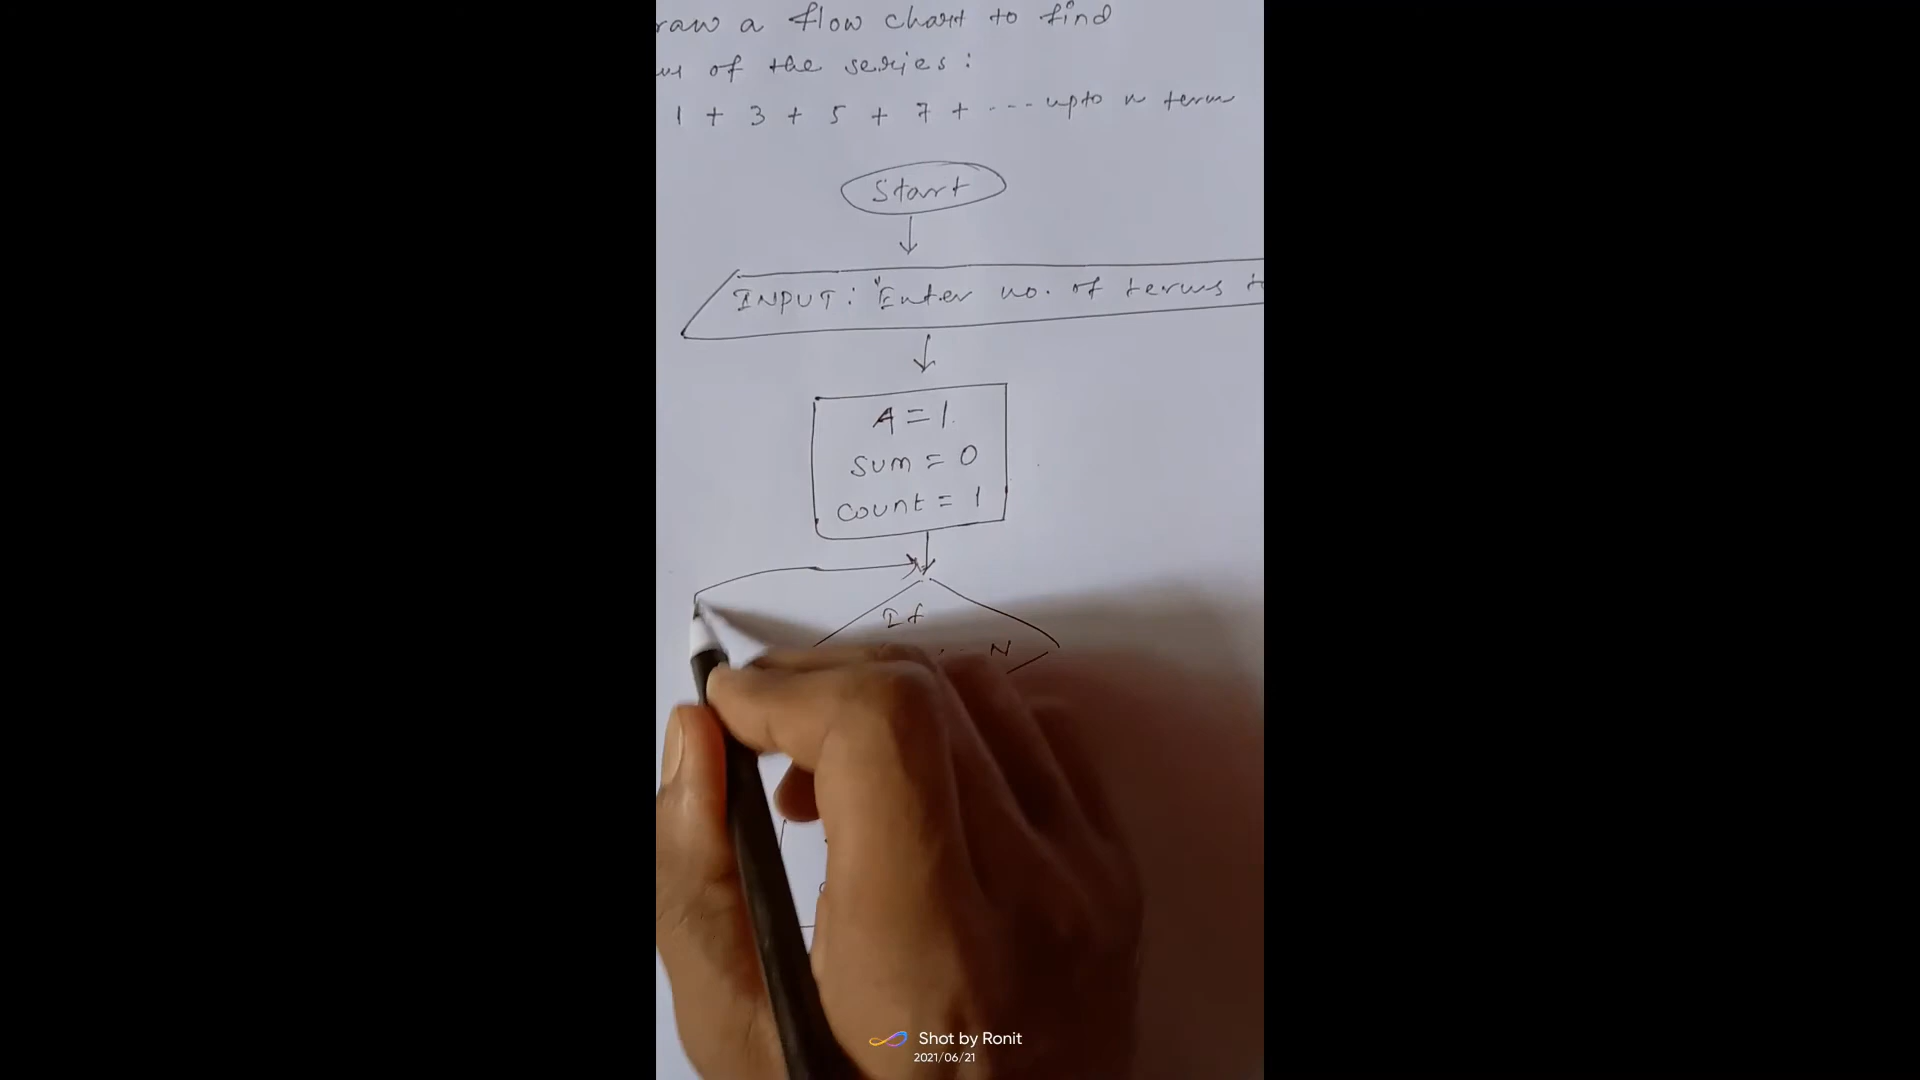 raw a flow chart to find
of the series:
1 + 3 + 5 + 7 + ---- upto n term
Start
INPUT: "Enter no. of terms t
A = 1
sum = 0
count = 1
If
N
Shot by Ronit
2021/06/21